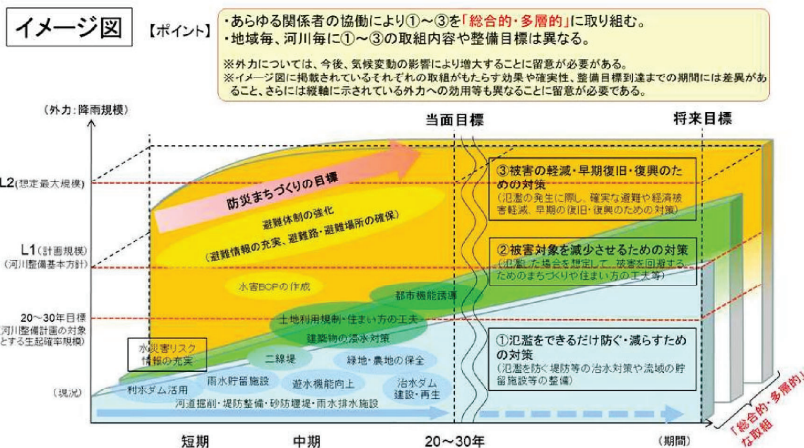 イメージ図
【ポイント】
・あらゆる関係者の協働により①～③を「総合的・多層的」に取り組む。
・地域毎、河川毎に①～③の取組内容や整備目標は異なる。
※外力については、今後、気候変動の影響により増大することに留意が必要がある。
※イメージ図に掲載されているそれぞれの取組がもたらす効果や確実性、整備目標到達までの期間には差異があ
ること、さらには縦軸に示されている外力への効用等も異なることに留意が必要である。
(外力:降雨規模)
当面目標
将来目標
L2(想定最大規模)
L1(計画規模)
(河川整備基本方針)
20～30年目標
(河川整備計画の対象
とする生起確率規模)
(現況)
防災まちづくりの目標
避難体制の強化
(避難情報の充実、避難路・避難場所の確保)
水害BCPの作成
都市機能誘導
土地利用規制・住まい方の工夫
建築物の浸水対策
水災害リスク
情報の充実
二線堤
緑地・農地の保全
利水ダム活用
雨水貯留施設
遊水機能向上
治水ダム
建設・再生
河道掘削・堤防整備・砂防堰堤・雨水排水施設
③被害の軽減・早期復旧・復興のた
めの対策
(氾濫の発生に際し、確実な避難や経済被
害軽減、早期の復旧・復興のための対策)
②被害対象を減少させるための対策
(氾濫した場合を想定して、被害を回避する
ためのまちづくりや住まい方の工夫等)
①氾濫をできるだけ防ぐ・減らすため
の対策
(氾濫を防ぐ堤防等の治水対策や流域の貯
留施設等の整備)
短期
中期
20～30年
(期間)
「総合的・多層的」
な取組